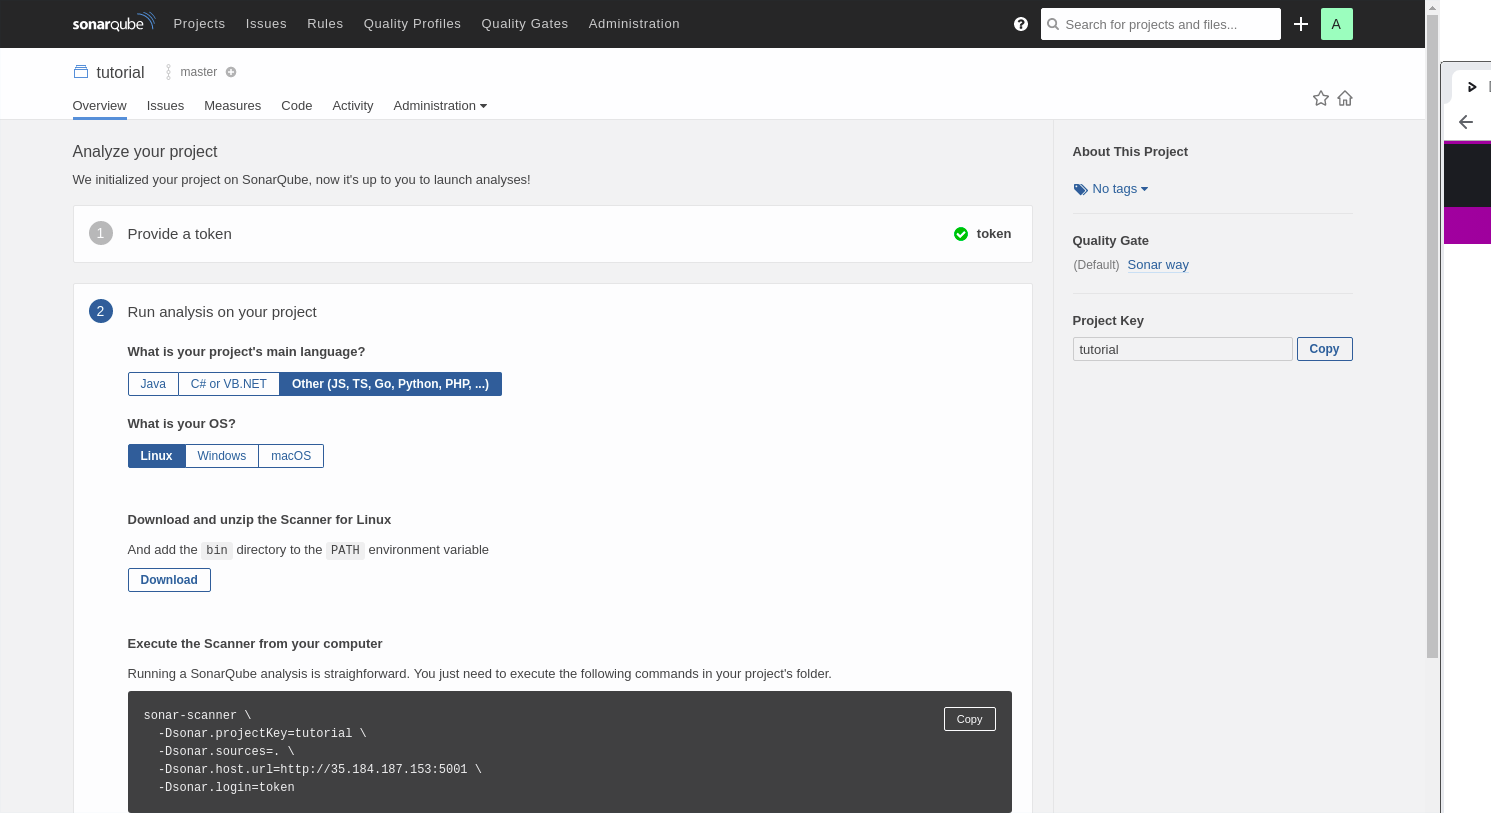 sonarqube Projects Issues Rules Quality Profiles Quality Gates Administration Search for projects and files... A
tutorial master
Overview Issues Measures Code Activity Administration
Analyze your project
We initialized your project on SonarQube, now it's up to you to launch analyses!
1 Provide a token token
2 Run analysis on your project
What is your project's main language?
Java C# or VB.NET Other (JS, TS, Go, Python, PHP, ...)
What is your OS?
Linux Windows macOS
Download and unzip the Scanner for Linux
And add the bin directory to the PATH environment variable
Download
Execute the Scanner from your computer
Running a SonarQube analysis is straighforward. You just need to execute the following commands in your project's folder.
sonar-scanner \
-Dsonar.projectKey=tutorial \
-Dsonar.sources=. \
-Dsonar.host.url=http://35.184.187.153:5001 \
-Dsonar.login=token
Copy
About This Project
No tags
Quality Gate
(Default) Sonar way
Project Key
tutorial Copy